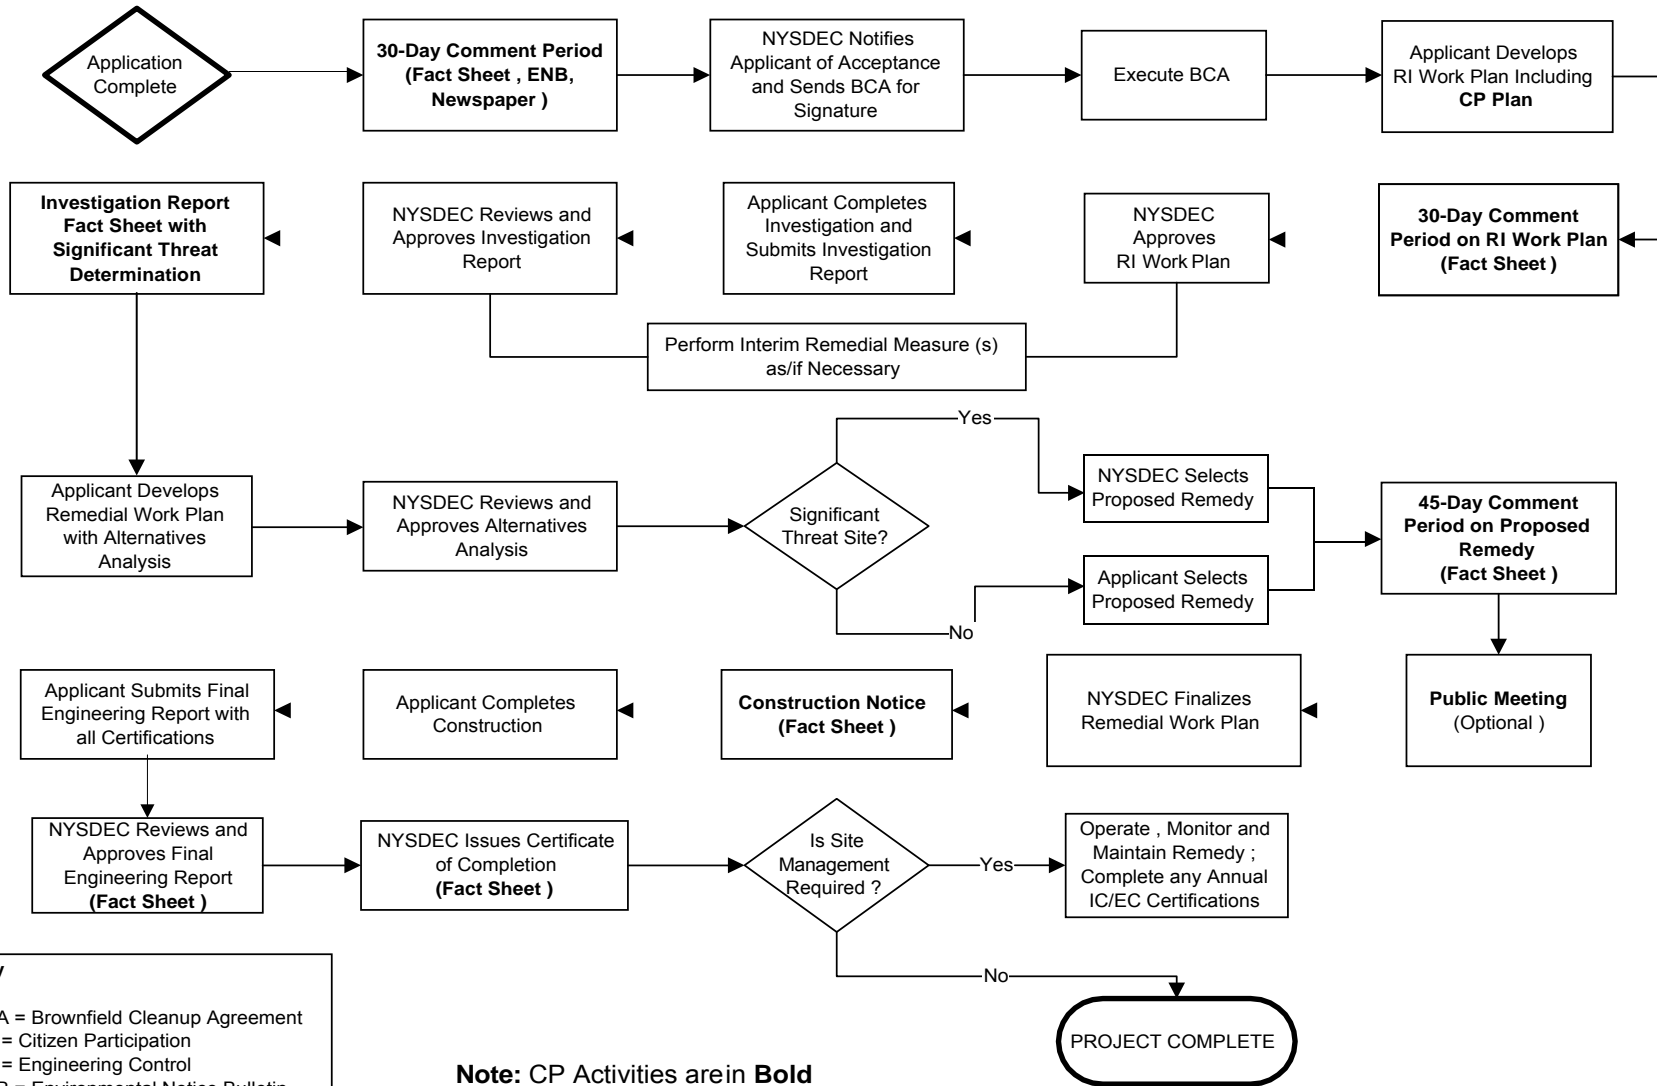 Application
Complete
30-Day Comment Period
(Fact Sheet , ENB,
Newspaper )
NYSDEC Notifies
Applicant of Acceptance
and Sends BCA for
Signature
Execute BCA
Applicant Develops
RI Work Plan Including
CP Plan
Investigation Report
Fact Sheet with
Significant Threat
Determination
NYSDEC Reviews and
Approves Investigation
Report
Applicant Completes
Investigation and
Submits Investigation
Report
NYSDEC
Approves
RI Work Plan
30-Day Comment
Period on RI Work Plan
(Fact Sheet )
Perform Interim Remedial Measure (s)
as/if Necessary
Yes
Applicant Develops
Remedial Work Plan
with Alternatives
Analysis
NYSDEC Reviews and
Approves Alternatives
Analysis
Significant
Threat Site?
NYSDEC Selects
Proposed Remedy
Applicant Selects
Proposed Remedy
45-Day Comment
Period on Proposed
Remedy
(Fact Sheet )
No
Applicant Submits Final
Engineering Report with
all Certifications
Applicant Completes
Construction
Construction Notice
(Fact Sheet )
NYSDEC Finalizes
Remedial Work Plan
Public Meeting
(Optional )
NYSDEC Reviews and
Approves Final
Engineering Report
(Fact Sheet )
NYSDEC Issues Certificate
of Completion
(Fact Sheet )
Is Site
Management
Required ?
Yes
Operate , Monitor and
Maintain Remedy ;
Complete any Annual
IC/EC Certifications
No
PROJECT COMPLETE
A = Brownfield Cleanup Agreement
= Citizen Participation
= Engineering Control
= Environmental Notice Bulletin
Note: CP Activities arein Bold